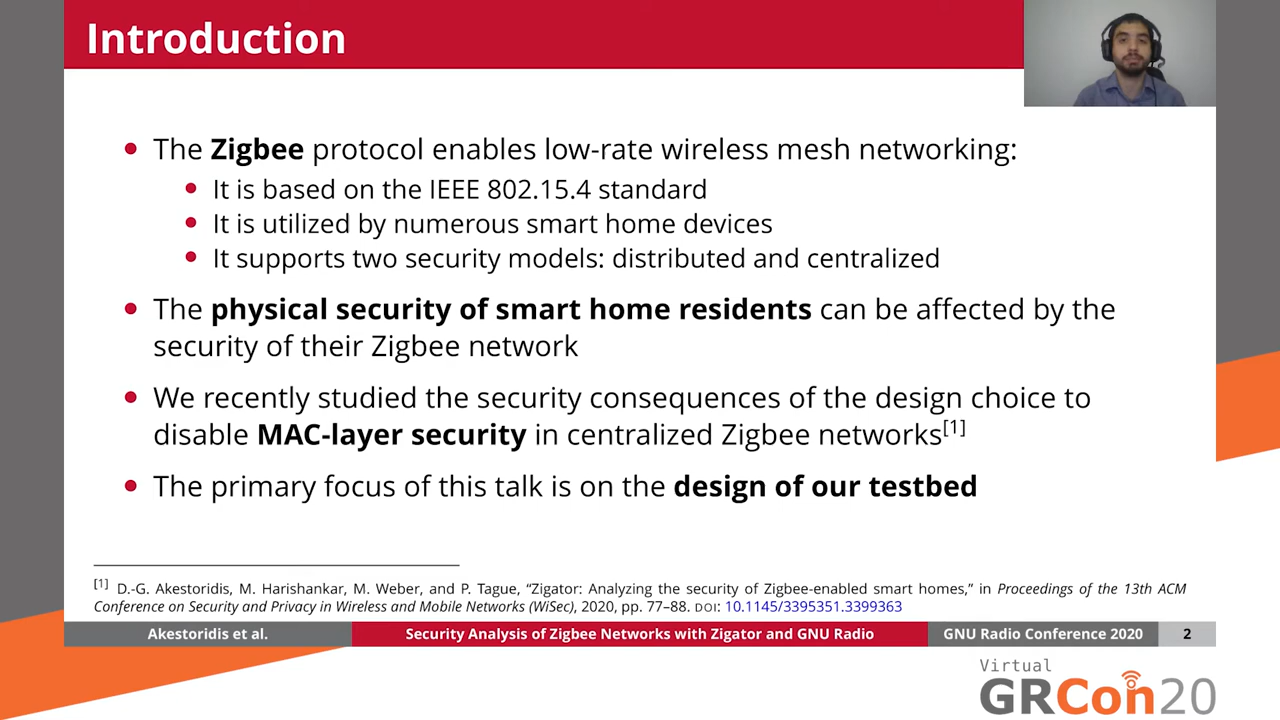 Introduction
• The Zigbee protocol enables low-rate wireless mesh networking:
• It is based on the IEEE 802.15.4 standard
• It is utilized by numerous smart home devices
• It supports two security models: distributed and centralized
• The physical security of smart home residents can be affected by the
security of their Zigbee network
• We recently studied the security consequences of the design choice to
disable MAC-layer security in centralized Zigbee networks[1]
• The primary focus of this talk is on the design of our testbed
[1] D.-G. Akestoridis, M. Harishankar, M. Weber, and P. Tague, “Zigator: Analyzing the security of Zigbee-enabled smart homes,” in Proceedings of the 13th ACM
Conference on Security and Privacy in Wireless and Mobile Networks (WiSec), 2020, pp. 77–88. DOI: 10.1145/3395351.3399363
Akestoridis et al. Security Analysis of Zigbee Networks with Zigator and GNU Radio GNU Radio Conference 2020 2
Virtual
GRCon20